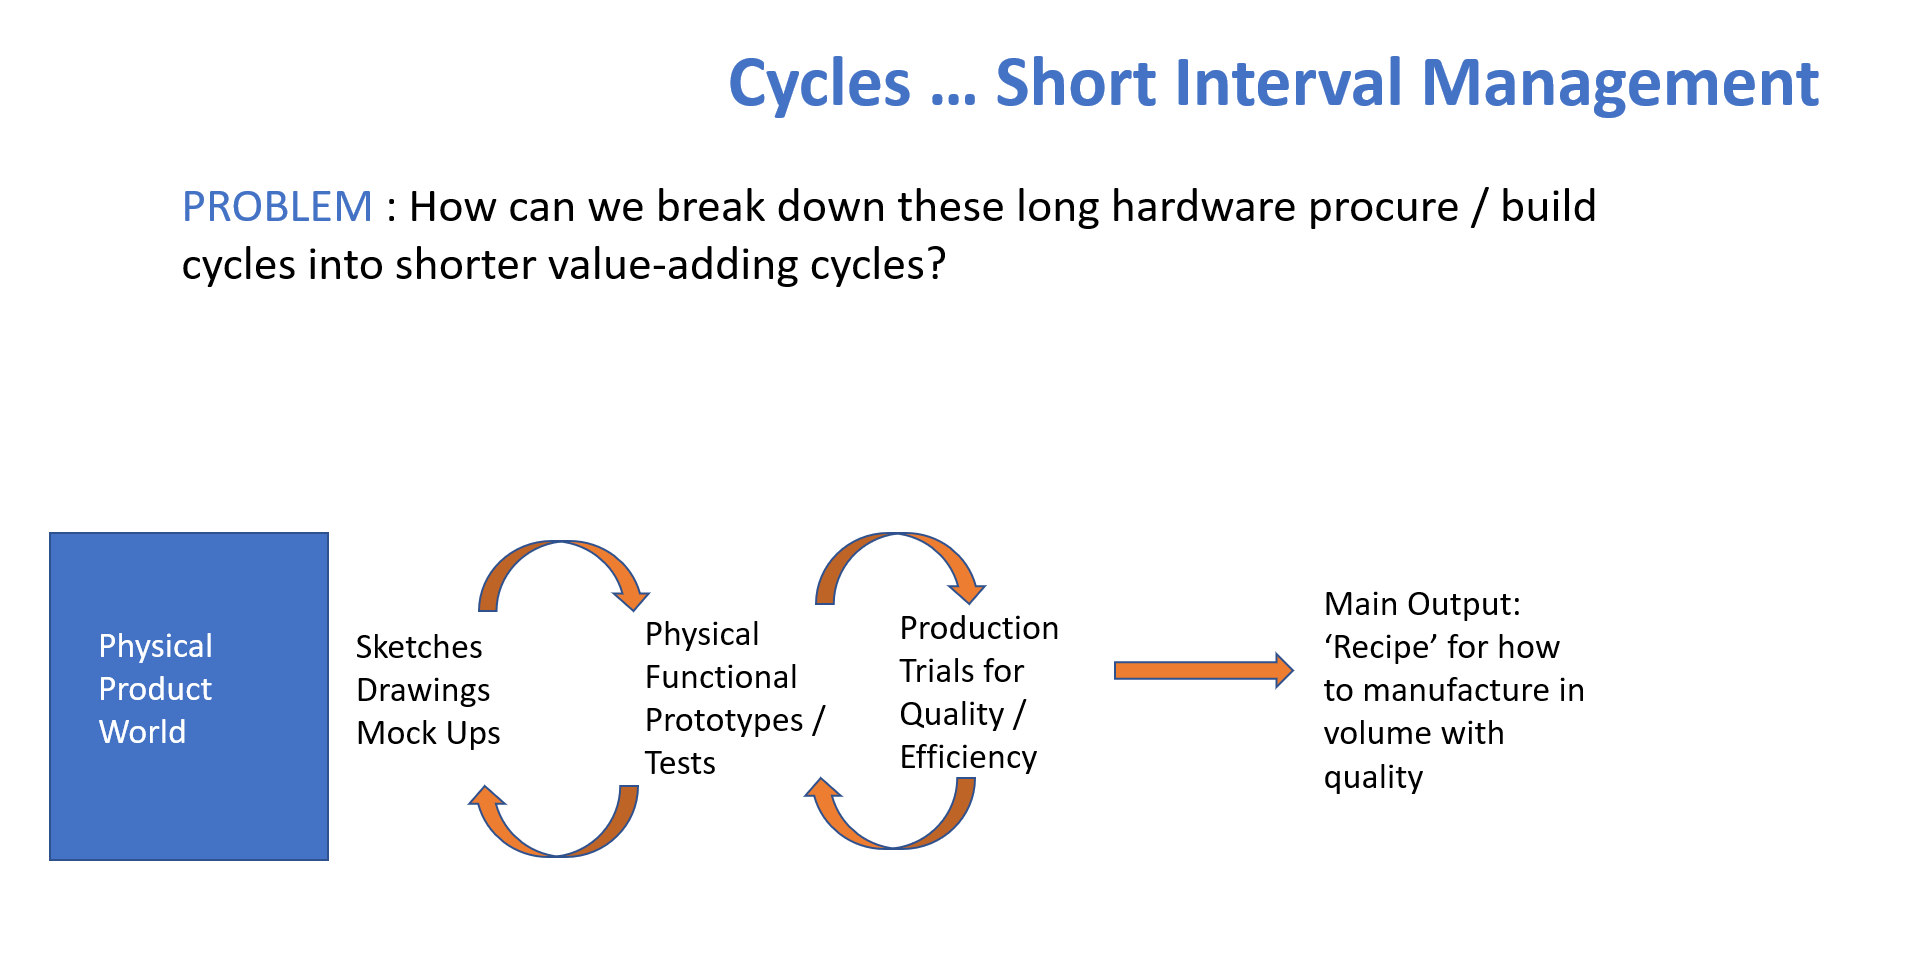 Cycles ... Short Interval Management
PROBLEM : How can we break down these long hardware procure / build
cycles into shorter value-adding cycles?
Physical
Product
World
Sketches
Drawings
Mock Ups
Physical
Functional
Prototypes /
Tests
Production
Trials for
Quality /
Efficiency
Main Output:
‘Recipe’ for how
to manufacture in
volume with
quality